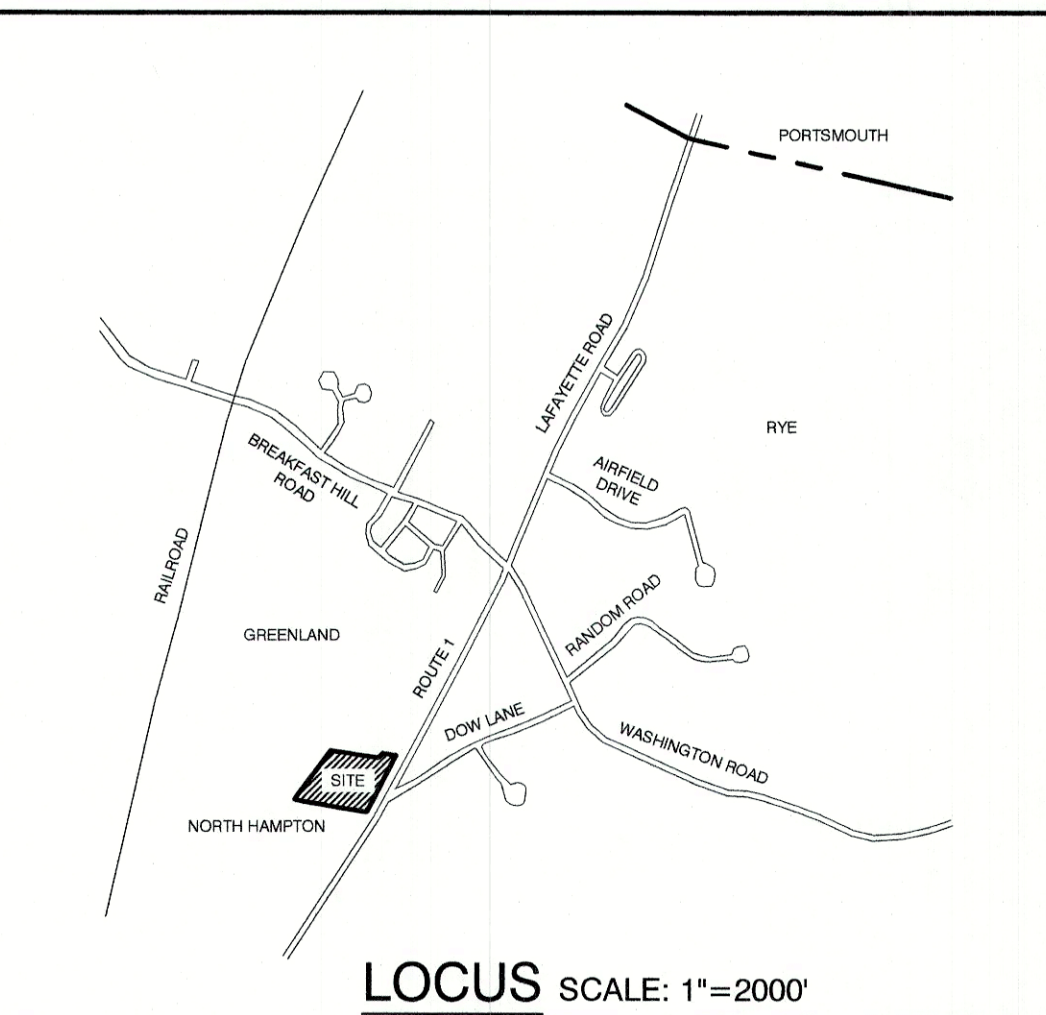 PORTSMOUTH
LAFAYETTE ROAD
RYE
AIRFIELD
DRIVE
BREAKFAST HILL
ROAD
RAILROAD
RANDOM ROAD
GREENLAND
ROUTE 1
DOW LANE
WASHINGTON ROAD
SITE
NORTH HAMPTON
LOCUS SCALE: 1"=2000'